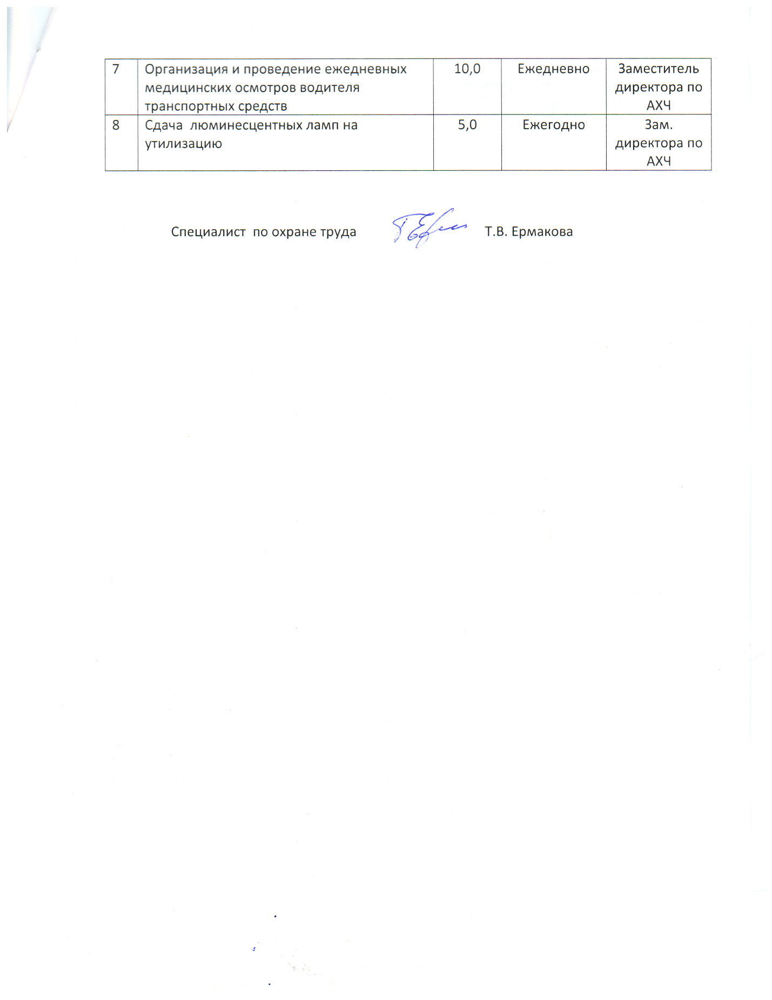 7 Организация и проведение ежедневных 10,0 Ежедневно Заместитель
медицинских осмотров водителя директора по
транспортных средств АХЧ
8 Сдача люминесцентных ламп на 5,0 Ежегодно Зам.
утилизацию директора по
АХЧ
Специалист по охране труда Т.В. Ермакова